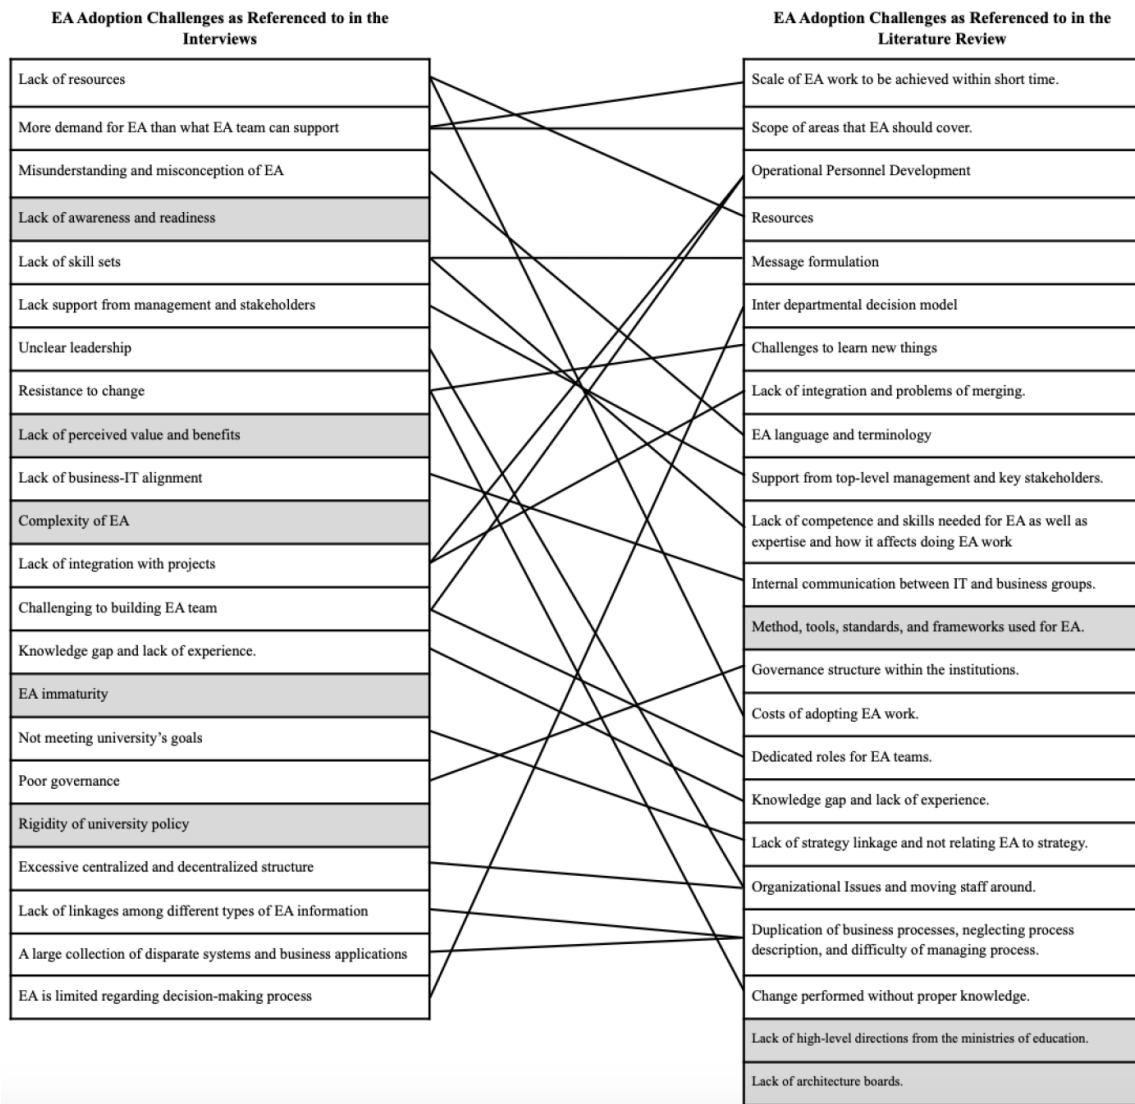 EA Adoption Challenges as Referenced to in the
Interviews
Lack of resources
More demand for EA than what EA team can support
Misunderstanding and misconception of EA
Lack of awareness and readiness
Lack of skill sets
Lack support from management and stakeholders
Unclear leadership
Resistance to change
Lack of perceived value and benefits
Lack of business-IT alignment
Complexity of EA
Lack of integration with projects
Challenging to building EA team
Knowledge gap and lack of experience.
EA immaturity
Not meeting university’s goals
Poor governance
Rigidity of university policy
Excessive centralized and decentralized structure
Lack of linkages among different types of EA information
A large collection of disparate systems and business applications
EA is limited regarding decision-making process
EA Adoption Challenges as Referenced to in the
Literature Review
Scale of EA work to be achieved within short time.
Scope of areas that EA should cover.
Operational Personnel Development
Resources
Message formulation
Inter departmental decision model
Challenges to learn new things
Lack of integration and problems of merging.
EA language and terminology
Support from top-level management and key stakeholders.
Lack of competence and skills needed for EA as well as
expertise and how it affects doing EA work
Internal communication between IT and business groups.
Method, tools, standards, and frameworks used for EA.
Governance structure within the institutions.
Costs of adopting EA work.
Dedicated roles for EA teams.
Knowledge gap and lack of experience.
Lack of strategy linkage and not relating EA to strategy.
Organizational Issues and moving staff around.
Duplication of business processes, neglecting process
description, and difficulty of managing process.
Change performed without proper knowledge.
Lack of high-level directions from the ministries of education.
Lack of architecture boards.